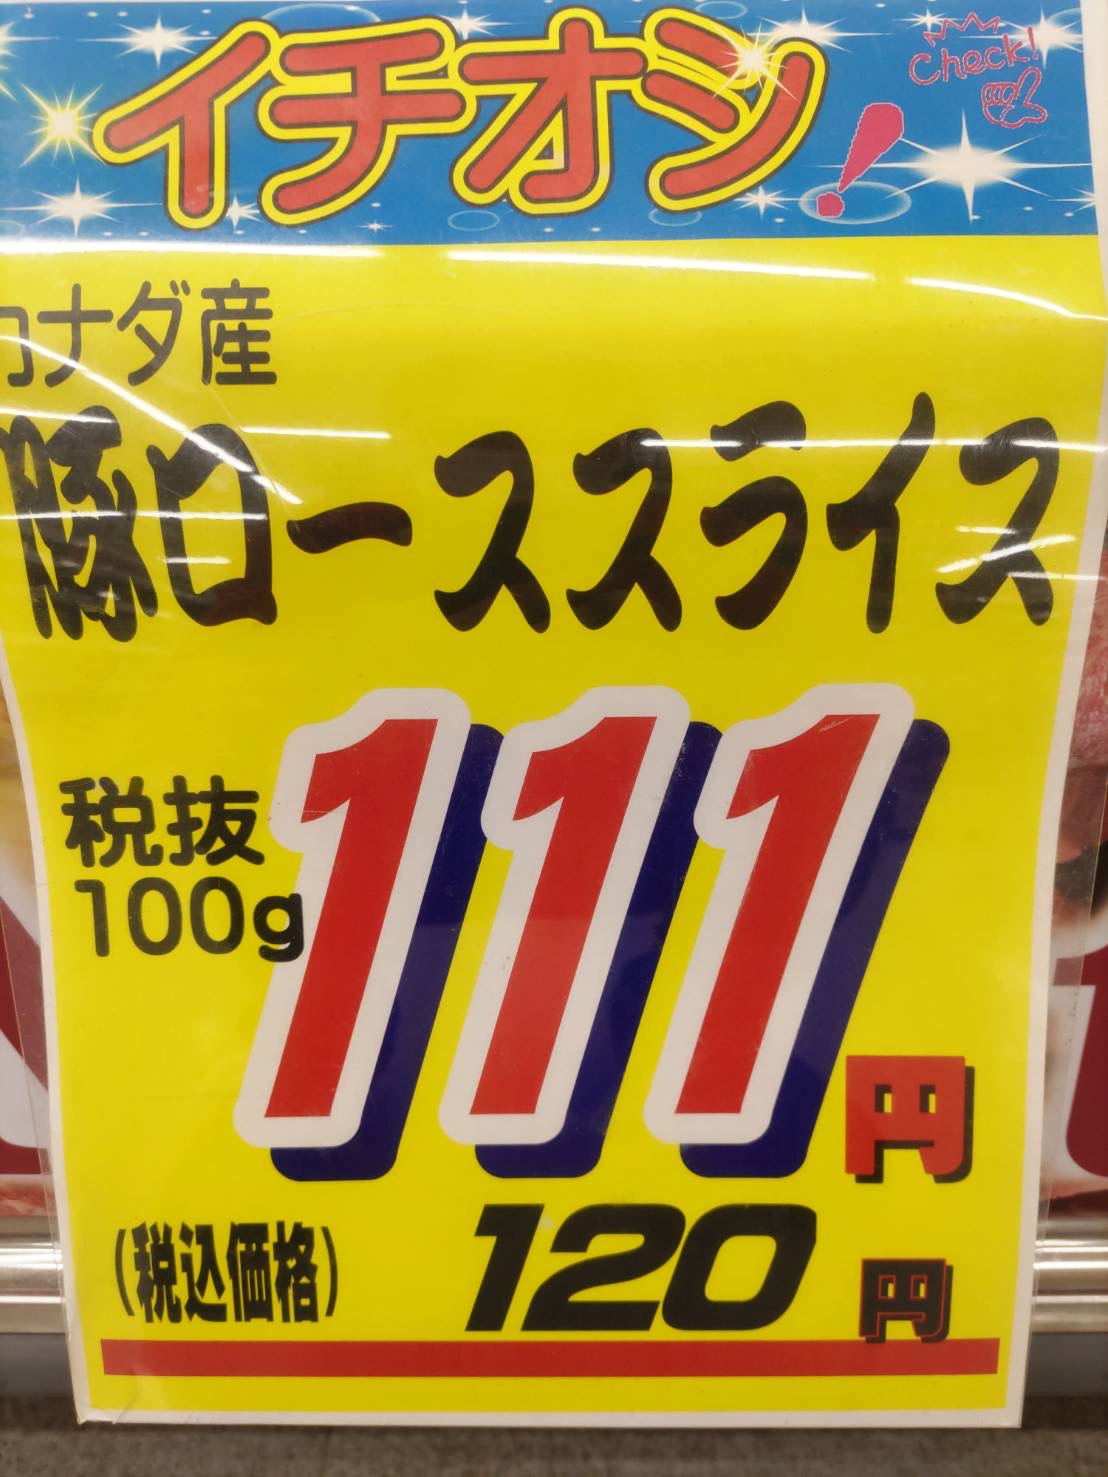 イチオシ!
Check!
カナダ産
豚ローススライス
税抜
100g
111円
(税込価格) 120円